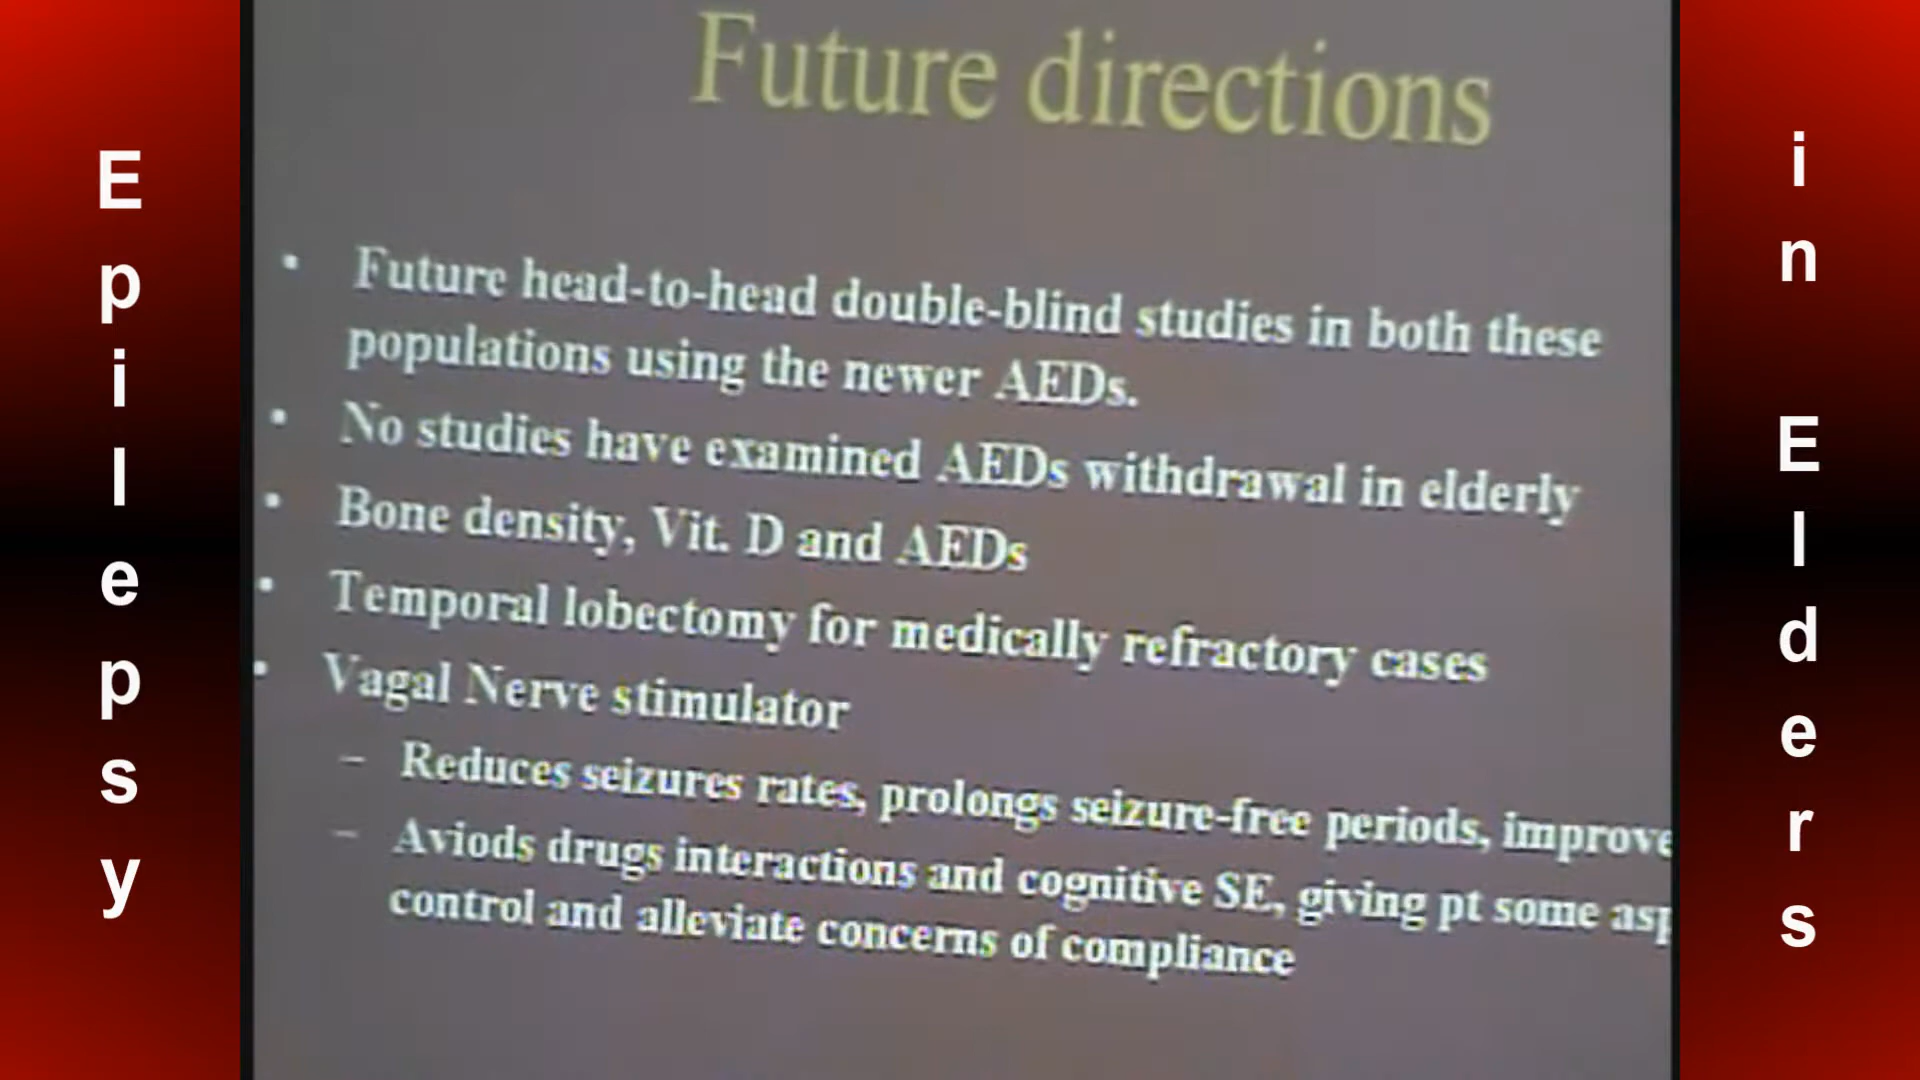 Epilepsy
Future directions
• Future head-to-head double-blind studies in both these
populations using the newer AEDs.
• No studies have examined AEDs withdrawal in elderly
• Bone density, Vit. D and AEDs
• Temporal lobectomy for medically refractory cases
• Vagal Nerve stimulator
– Reduces seizures rates, prolongs seizure-free periods, improve
– Aviods drugs interactions and cognitive SE, giving pt some
control and alleviate concerns of compliance
in Elders